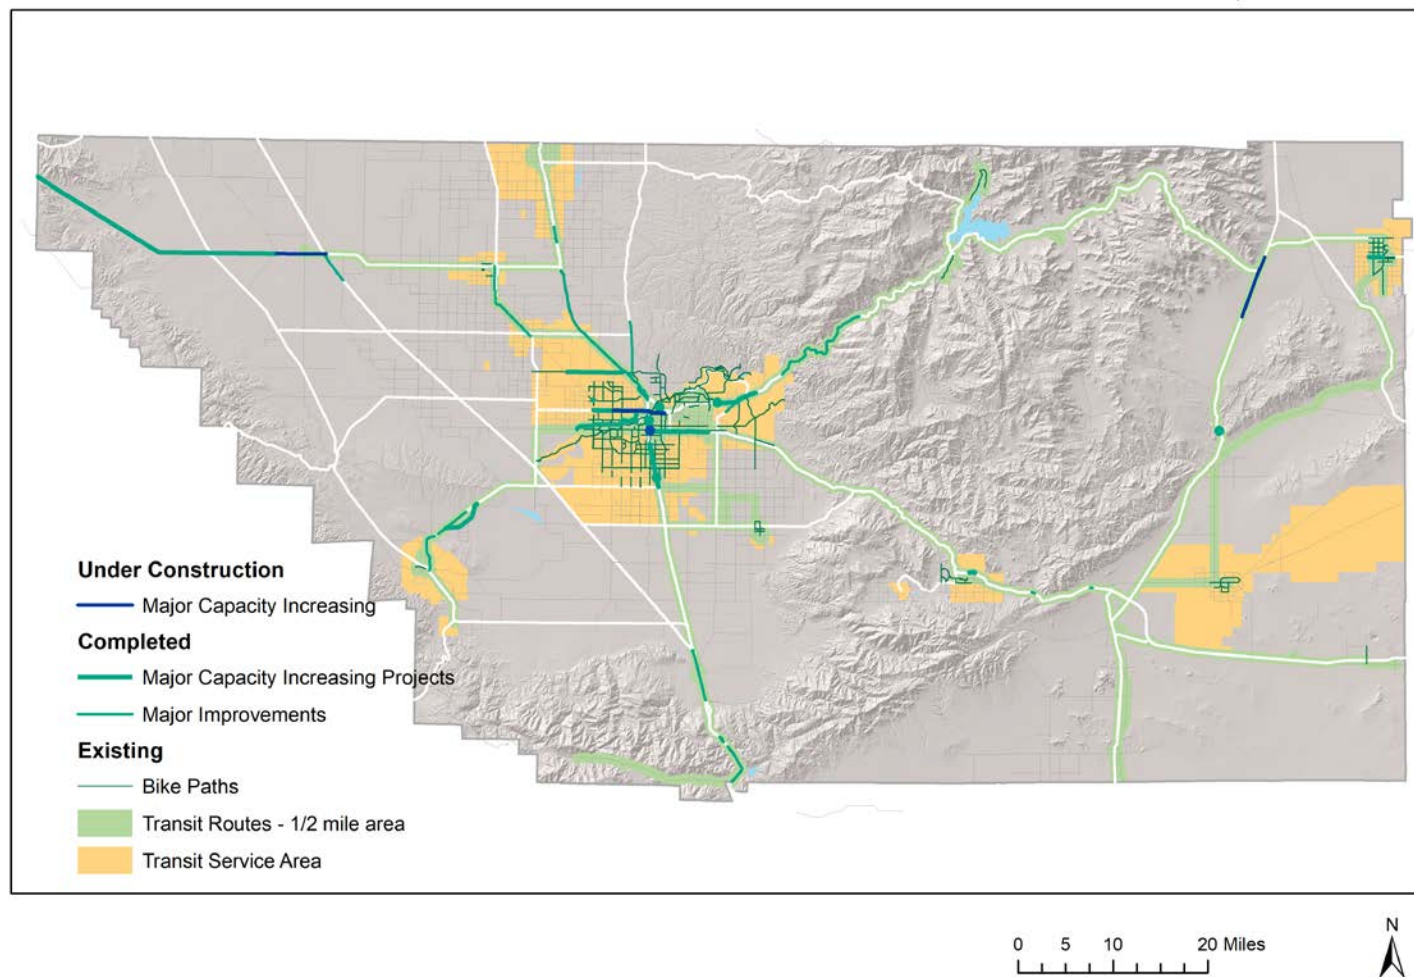 Under Construction
Major Capacity Increasing
Completed
Major Capacity Increasing Projects
Major Improvements
Existing
Bike Paths
Transit Routes - 1/2 mile area
Transit Service Area
N
0 5 10 20 Miles